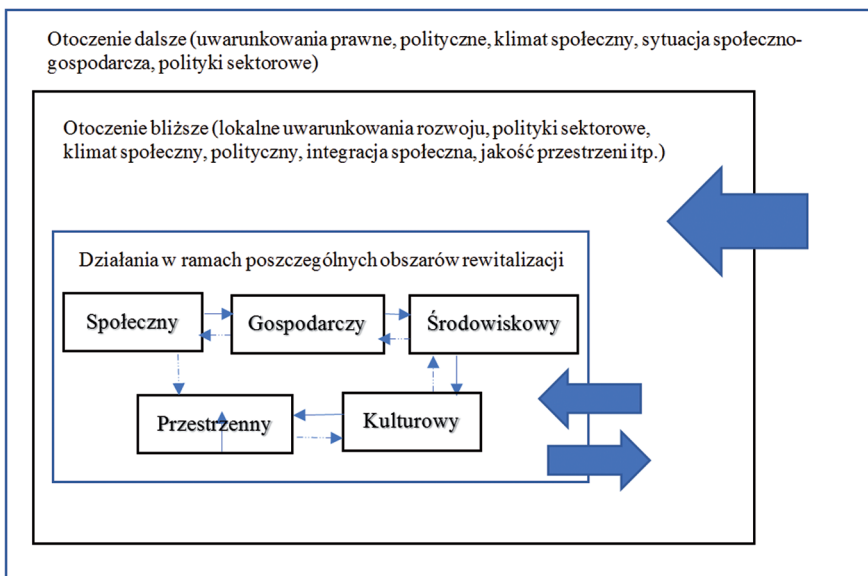 Otoczenie dalsze (uwarunkowania prawne, polityczne, klimat społeczny, sytuacja społeczno-
gospodarcza, polityki sektorowe)
Otoczenie bliższe (lokalne uwarunkowania rozwoju, polityki sektorowe,
klimat społeczny, polityczny, integracja społeczna, jakość przestrzeni itp.)
Działania w ramach poszczególnych obszarów rewitalizacji
Społeczny
Gospodarczy
Środowiskowy
Przestrzenny
Kulturowy